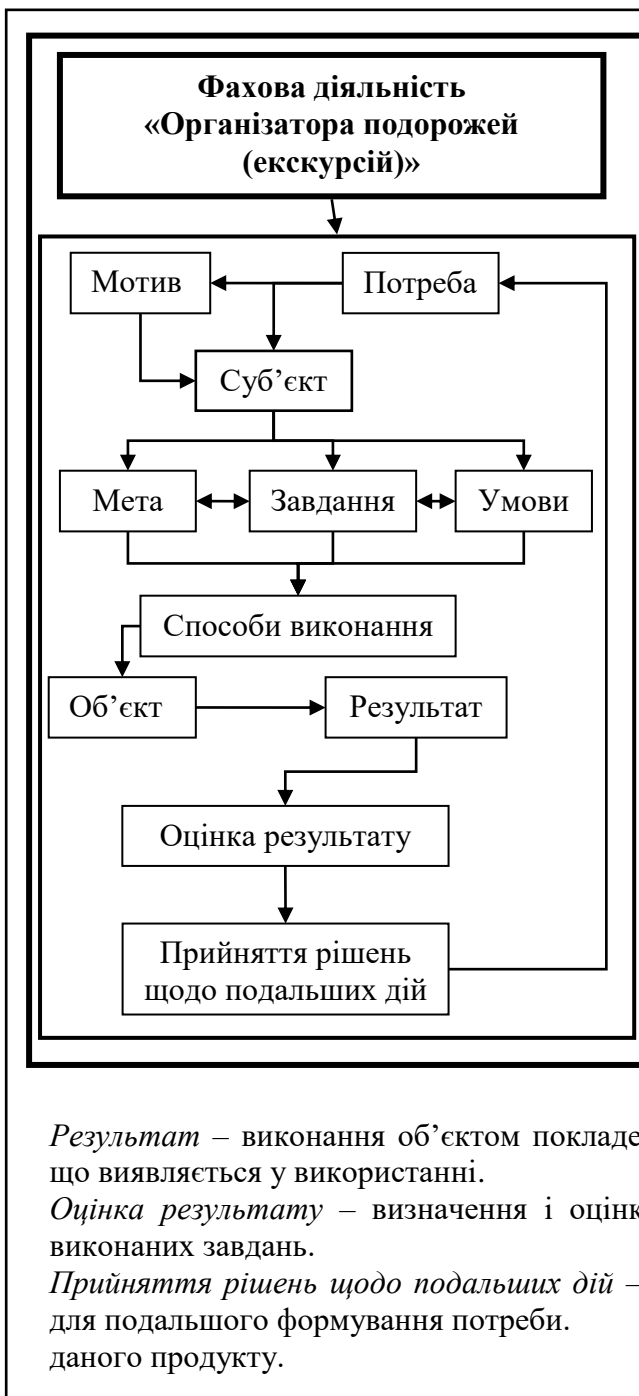 Фахова діяльність
«Організатора подорожей
(екскурсій)»
Мотив
Потреба
Суб’єкт
Мета
Завдання
Умови
Способи виконання
Об’єкт
Результат
Оцінка результату
Прийняття рішень
щодо подальших дій
Результат – виконання об’єктом
що виявляється у використанні.
Оцінка результату – визначення і
виконаних завдань.
Прийняття рішень щодо подальших дій –
для подальшого формування потреби.
даного продукту.